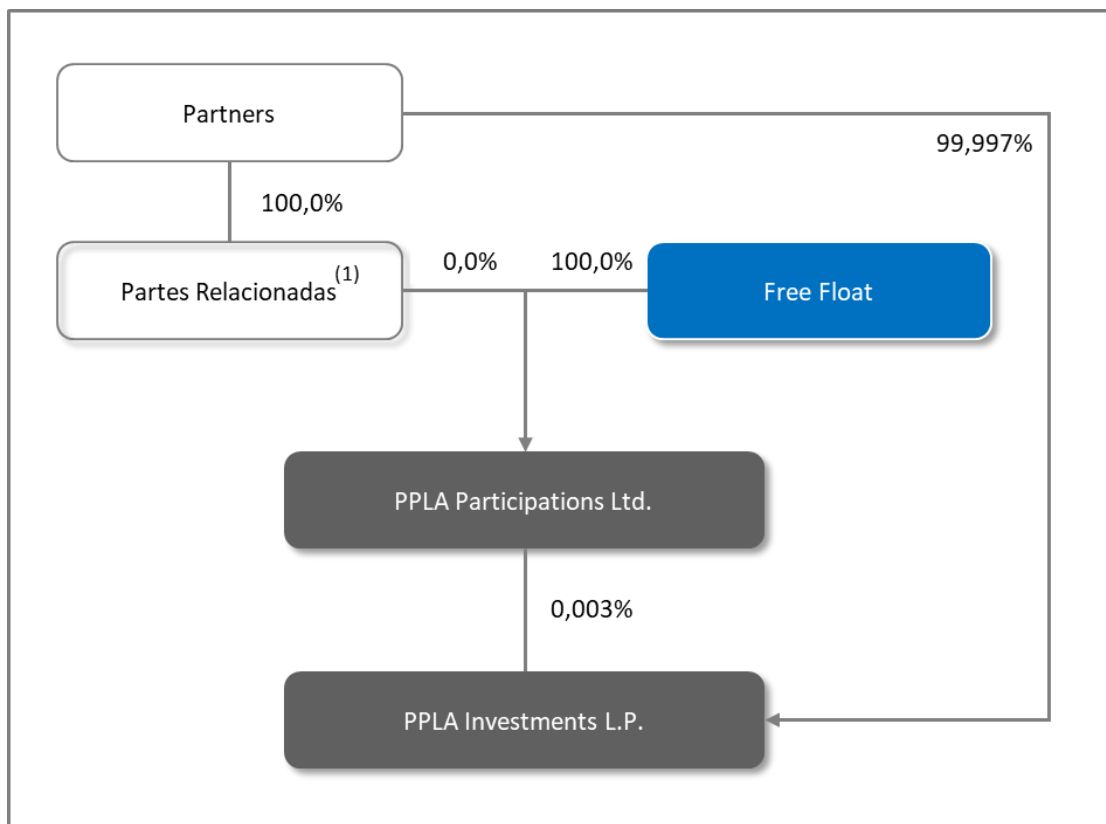 Partners
99,997%
100,0%
Partes Relacionadas(1)
0,0%
100,0%
Free Float
PPLA Participations Ltd.
0,003%
PPLA Investments L.P.